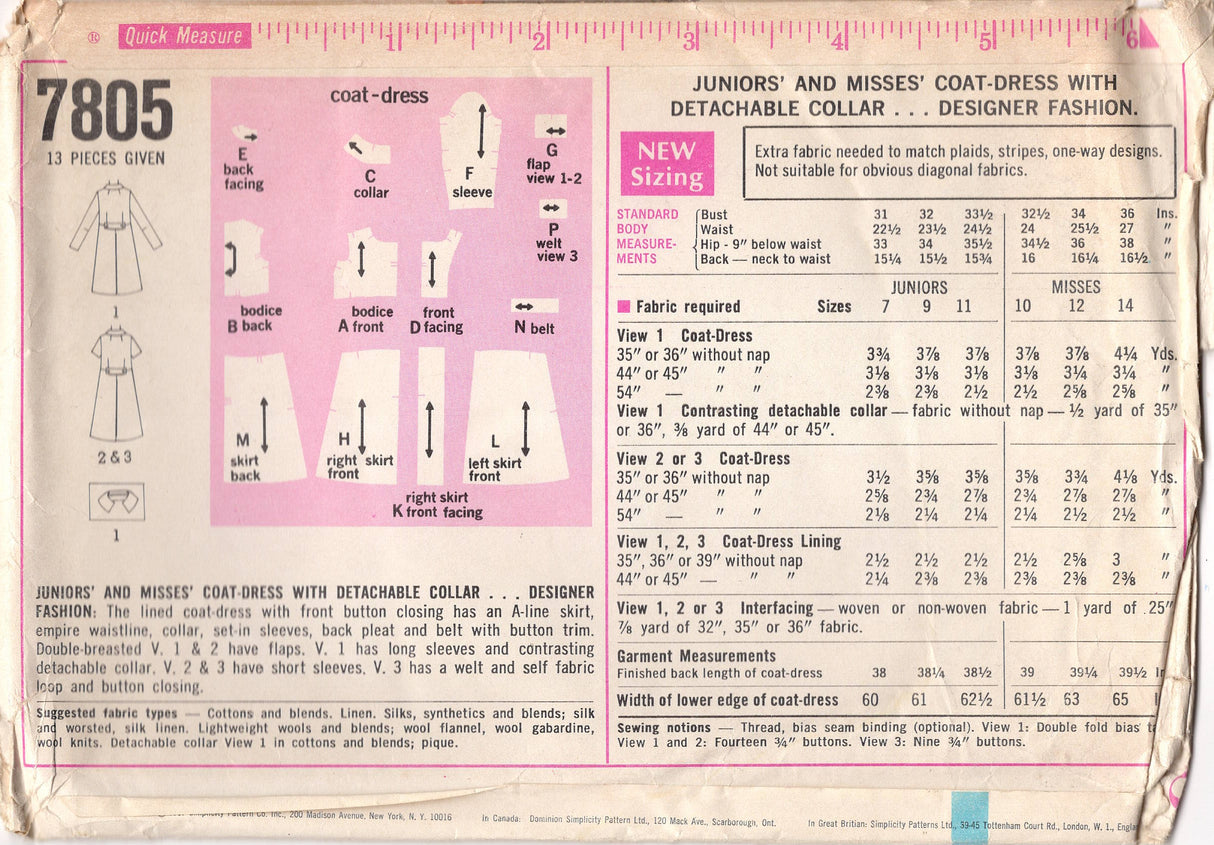 ® Quick Measure 1 2 3 4 5 6
7805
13 PIECES GIVEN
1
2 & 3
1
coat-dress
E
back
facing
C
collar
F
sleeve
G
flap
view 1-2
P
welt
view 3
bodice
B back
bodice
A front
front
D facing
N belt
M
skirt
back
H
right skirt
front
L
left skirt
front
right skirt
K front facing
JUNIORS' AND MISSES' COAT-DRESS WITH DETACHABLE COLLAR . . . DESIGNER
FASHION: The lined coat-dress with front button closing has an A-line skirt,
empire waistline, collar, set-in sleeves, back pleat and belt with button trim.
Double-breasted V. 1 & 2 have flaps. V. 1 has long sleeves and contrasting
detachable collar. V. 2 & 3 have short sleeves. V. 3 has a welt and self fabric
loop and button closing.
Suggested fabric types — Cottons and blends. Linen. Silks, synthetics and blends; silk
and worsted, silk linen. Lightweight wools and blends; wool flannel, wool gabardine,
wool knits. Detachable collar View 1 in cottons and blends; pique.
JUNIORS' AND MISSES' COAT-DRESS WITH
DETACHABLE COLLAR . . . DESIGNER FASHION.
NEW
Sizing
Extra fabric needed to match plaids, stripes, one-way designs.
Not suitable for obvious diagonal fabrics.
STANDARD Bust 31 32 33½ 32½ 34 36 Ins.
BODY Waist 22½ 23½ 24½ 24 25½ 27 "
MEASURE- Hip - 9" below waist 33 34 35½ 34½ 36 38 "
MENTS Back — neck to waist 15¼ 15½ 15¾ 16 16¼ 16½ "
JUNIORS MISSES
Fabric required Sizes 7 9 11 10 12 14
View 1 Coat-Dress
35" or 36" without nap 3¾ 3⅞ 3⅞ 3⅞ 3⅞ 4¼ Yds.
44" or 45" " " 3⅛ 3⅛ 3⅛ 3⅛ 3¼ 3¼ "
54" — " " 2⅜ 2⅜ 2½ 2½ 2⅝ 2⅝ "
View 1 Contrasting detachable collar — fabric without nap — ½ yard of 35"
or 36", ⅜ yard of 44" or 45".
View 2 or 3 Coat-Dress
35" or 36" without nap 3½ 3⅝ 3⅝ 3⅝ 3¾ 4⅛ Yds.
44" or 45" " " 2⅝ 2¾ 2⅞ 2¾ 2⅞ 2⅞ "
54" — " " 2⅛ 2¼ 2¼ 2¼ 2½ 2½ "
View 1, 2, 3 Coat-Dress Lining
35", 36" or 39" without nap 2½ 2½ 2½ 2½ 2⅝ 3 "
44" or 45" — " " 2¼ 2⅜ 2⅜ 2⅜ 2⅜ 2⅜ "
View 1, 2 or 3 Interfacing — woven or non-woven fabric — 1 yard of 25"
⅞ yard of 32", 35" or 36" fabric.
Garment Measurements
Finished back length of coat-dress 38 38¼ 38½ 39 39¼ 39½
Width of lower edge of coat-dress 60 61 62½ 61½ 63 65
Sewing notions — Thread, bias seam binding (optional). View 1: Double fold bias
View 1 and 2: Fourteen ¾" buttons. View 3: Nine ¾" buttons.
Simplicity Pattern Co. Inc., 200 Madison Avenue, New York, N. Y. 10016 In Canada: Dominion Simplicity Pattern Ltd., 120 Mack Ave., Scarborough, Ont. In Great Britian: Simplicity Patterns Ltd., 39-45 Tottenham Court Rd., London, W. 1.,